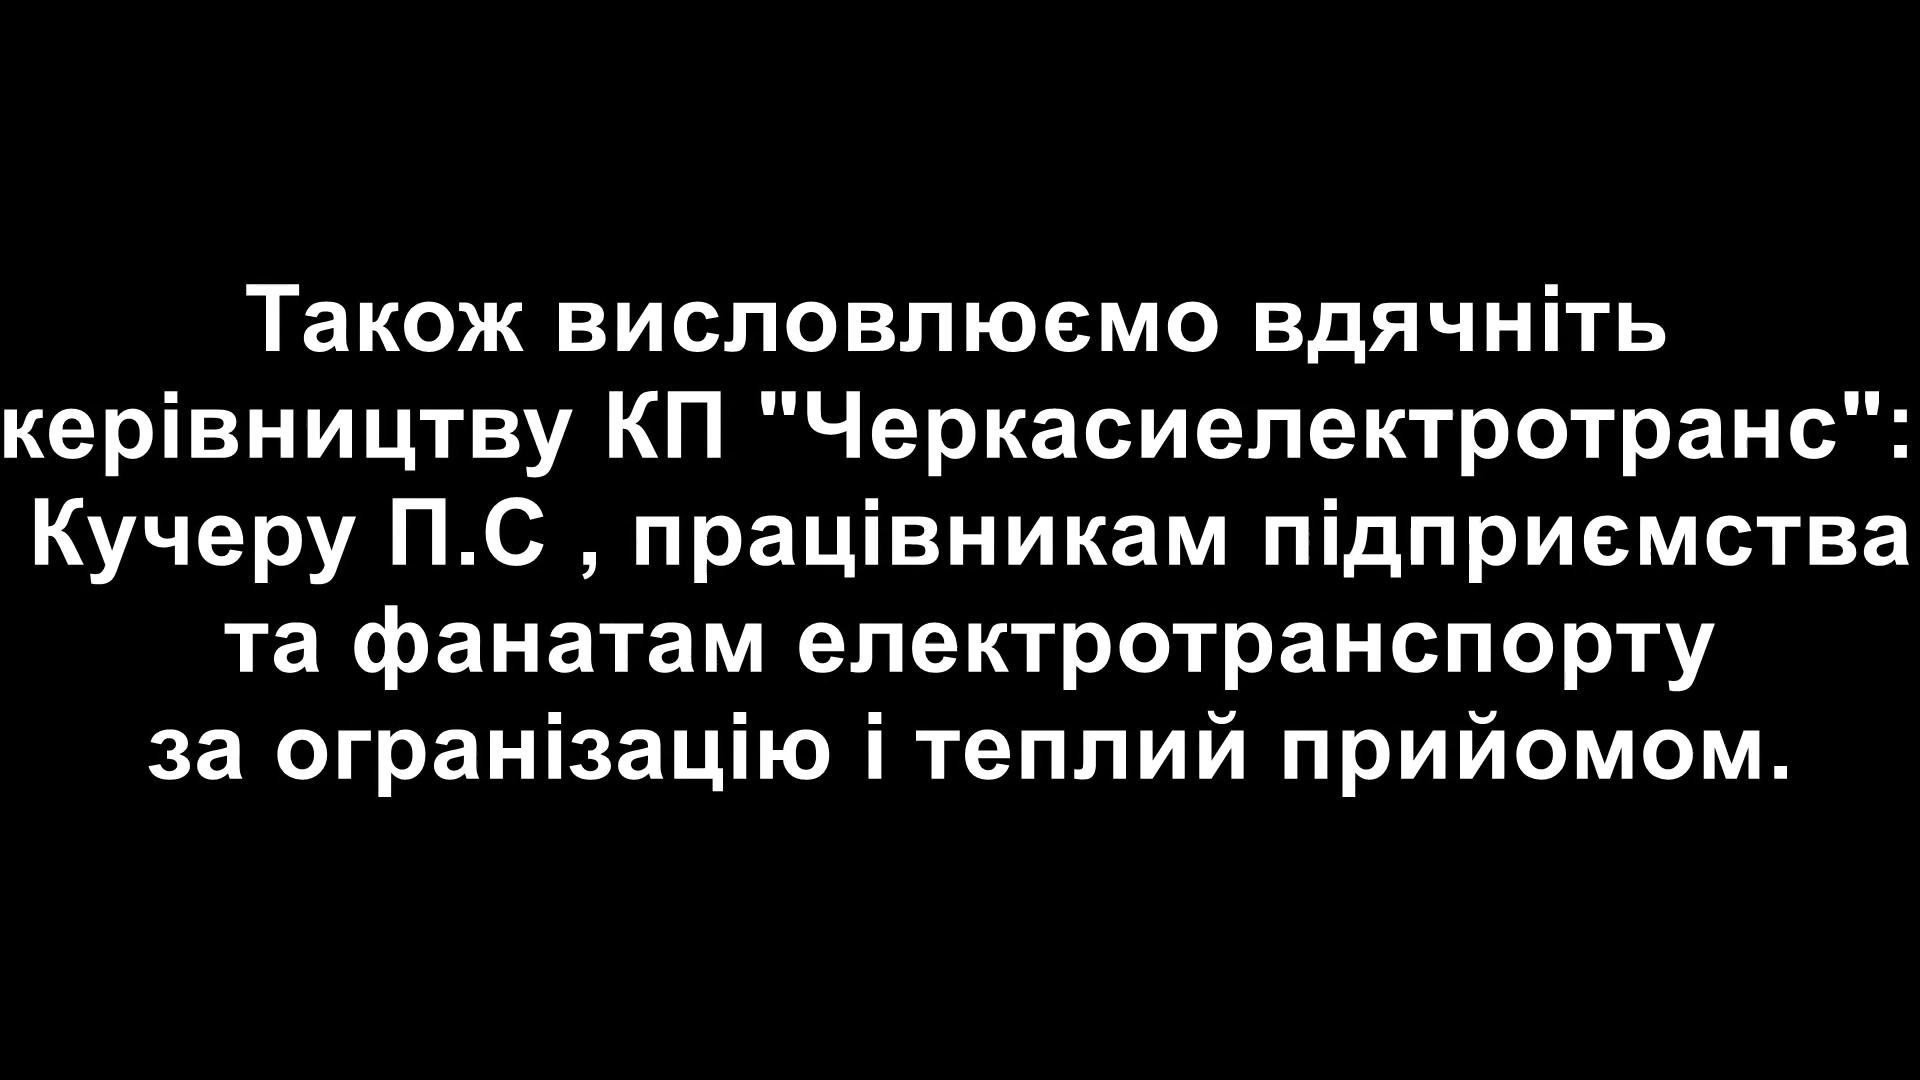 Також висловлюємо вдячніть
керівництву КП "Черкасиелектротранс":
Кучеру П.С , працівникам підприємства
та фанатам електротранспорту
за огранізацію і теплий прийомом.